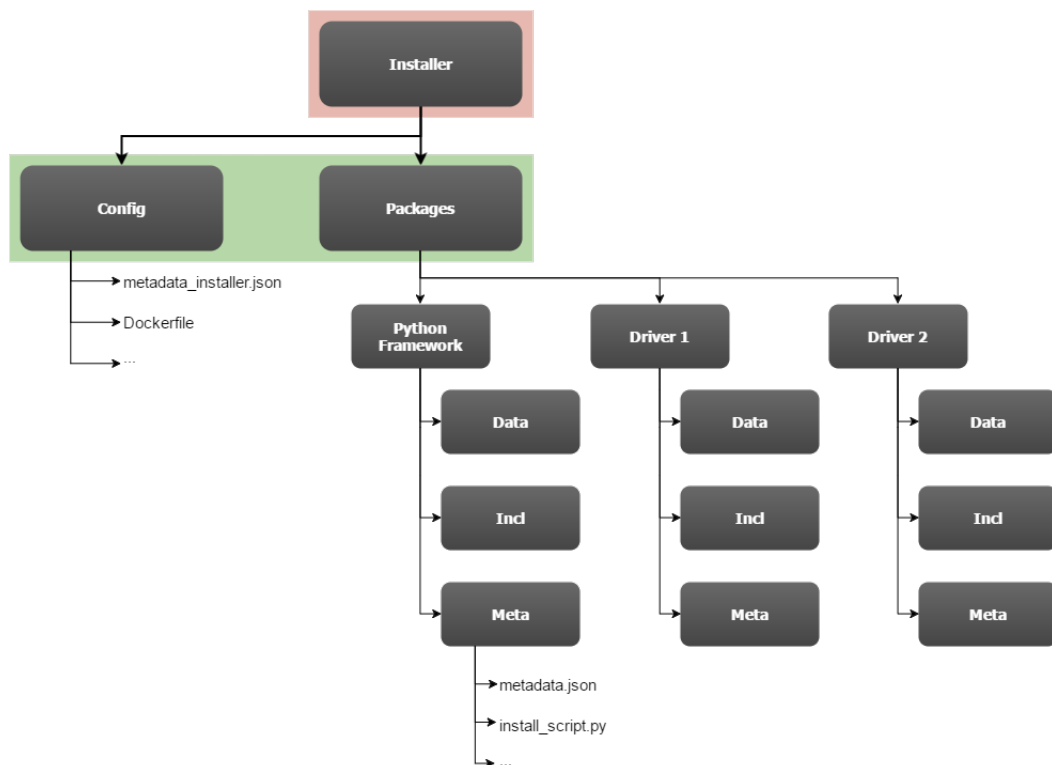 Installer
Config
Packages
metadata_installer.json
Dockerfile
...
Python
Framework
Driver 1
Driver 2
Data
Data
Data
Incl
Incl
Incl
Meta
Meta
Meta
metadata.json
install_script.py
...